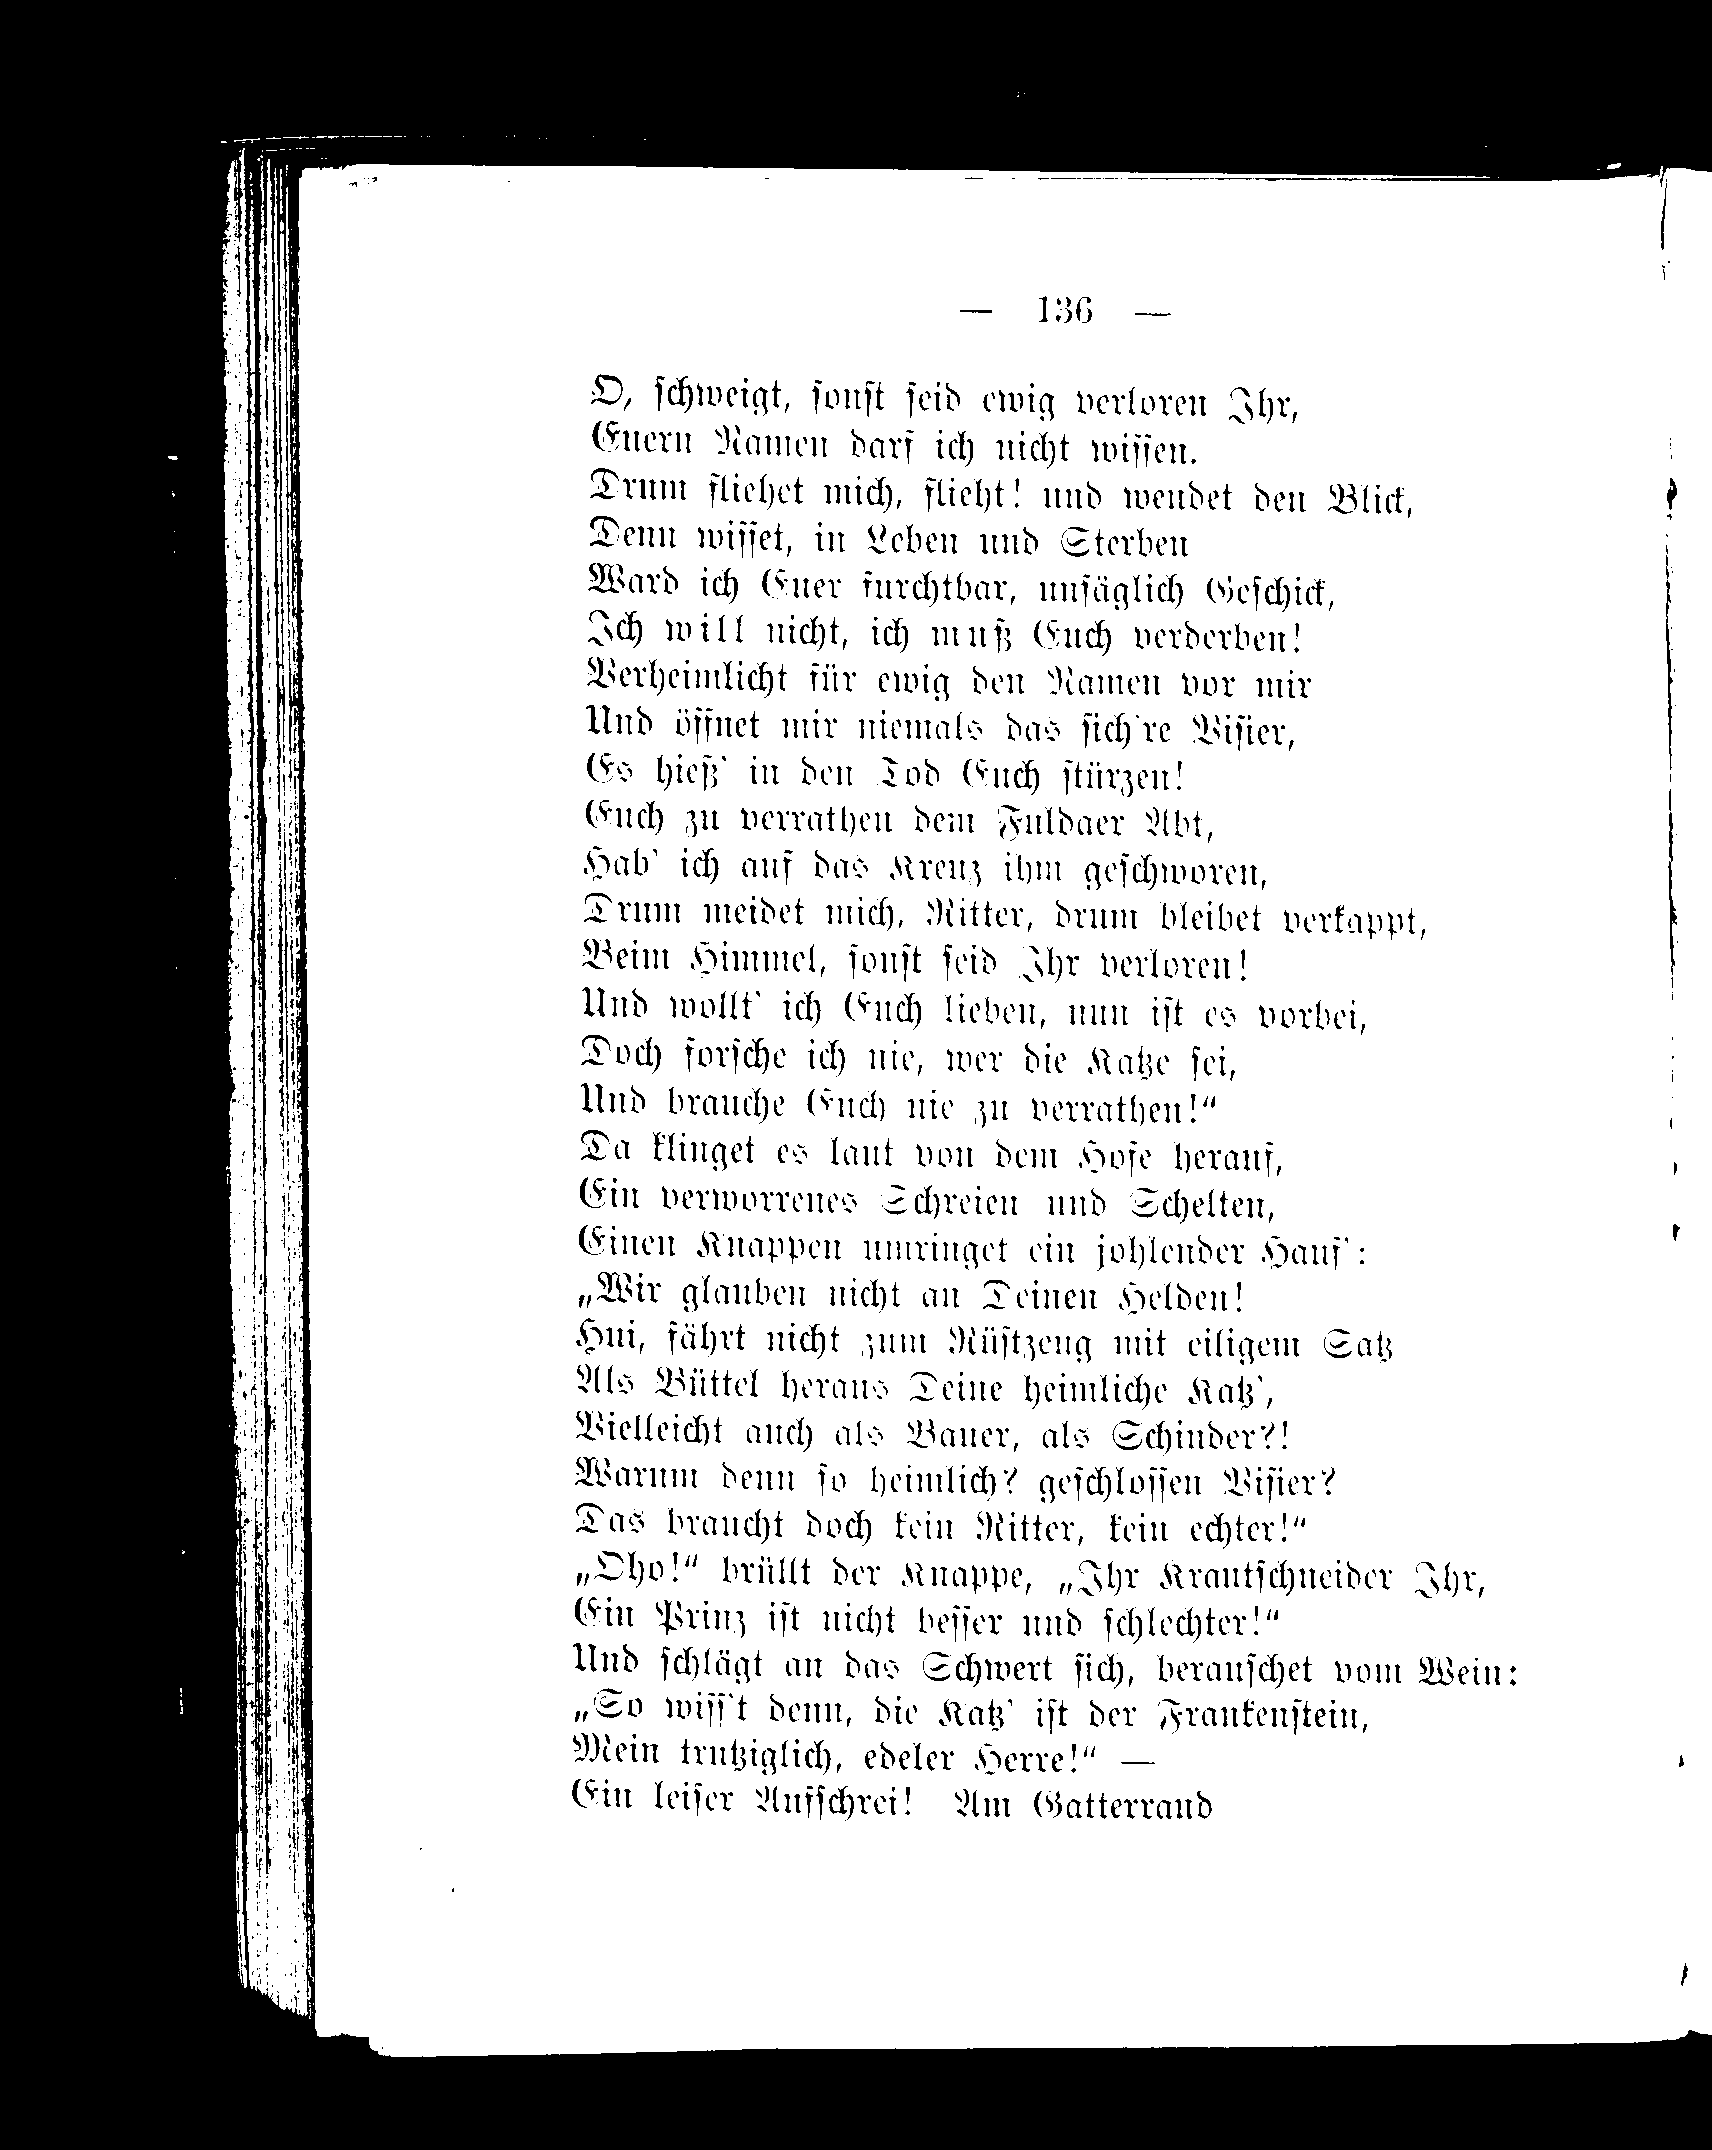 — 136 —
O, schweigt, sonst seid ewig verloren Ihr,
Euern Namen darf ich nicht wissen.
Drum fliehet mich, flieht! und wendet den Blick,
Denn wisset, in Leben und Sterben
Ward ich Euer furchtbar, unsäglich Geschick,
Ich will nicht, ich muß Euch verderben!
Verheimlicht für ewig den Namen vor mir
Und öffnet mir niemals das sich're Visier,
Es hieß' in den Tod Euch stürzen!
Euch zu verrathen dem Fuldaer Abt,
Hab' ich auf das Kreuz ihm geschworen,
Drum meidet mich, Ritter, drum bleibet verkappt,
Beim Himmel, sonst seid Ihr verloren!
Und wollt' ich Euch lieben, nun ist es vorbei,
Doch forsche ich nie, wer die Katze sei,
Und brauche Euch nie zu verrathen!“
Da klinget es laut von dem Hofe herauf,
Ein verworrenes Schreien und Schelten,
Einen Knappen umringet ein johlender Hauf':
„Wir glauben nicht an Deinen Helden!
Hui, fährt nicht zum Rüstzeug mit eiligem Satz
Als Büttel heraus Deine heimliche Katz',
Vielleicht auch als Bauer, als Schinder?!
Warum denn so heimlich? geschlossen Visier?
Das braucht doch kein Ritter, kein echter!“
„Oho!“ brüllt der Knappe, „Ihr Krautschneider Ihr,
Ein Prinz ist nicht besser und schlechter!“
Und schlägt an das Schwert sich, berauschet vom Wein:
„So wiss't denn, die Katz' ist der Frankenstein,
Mein trutziglich, edeler Herre!“ —
Ein leiser Aufschrei! Am Gatterrand